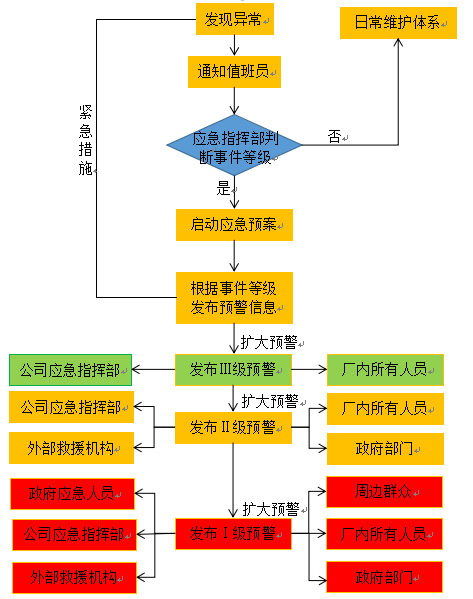 发现异常
日常维护体系
通知值班员
紧急措施
应急指挥部判
断事件等级
否
是
启动应急预案
根据事件等级
发布预警信息
扩大预警
公司应急指挥部
发布Ⅲ级预警
厂内所有人员
扩大预警
公司应急指挥部
厂内所有人员
发布Ⅱ级预警
外部救援机构
政府部门
政府应急人员
周边群众
扩大预警
公司应急指挥部
发布Ⅰ级预警
厂内所有人员
外部救援机构
政府部门